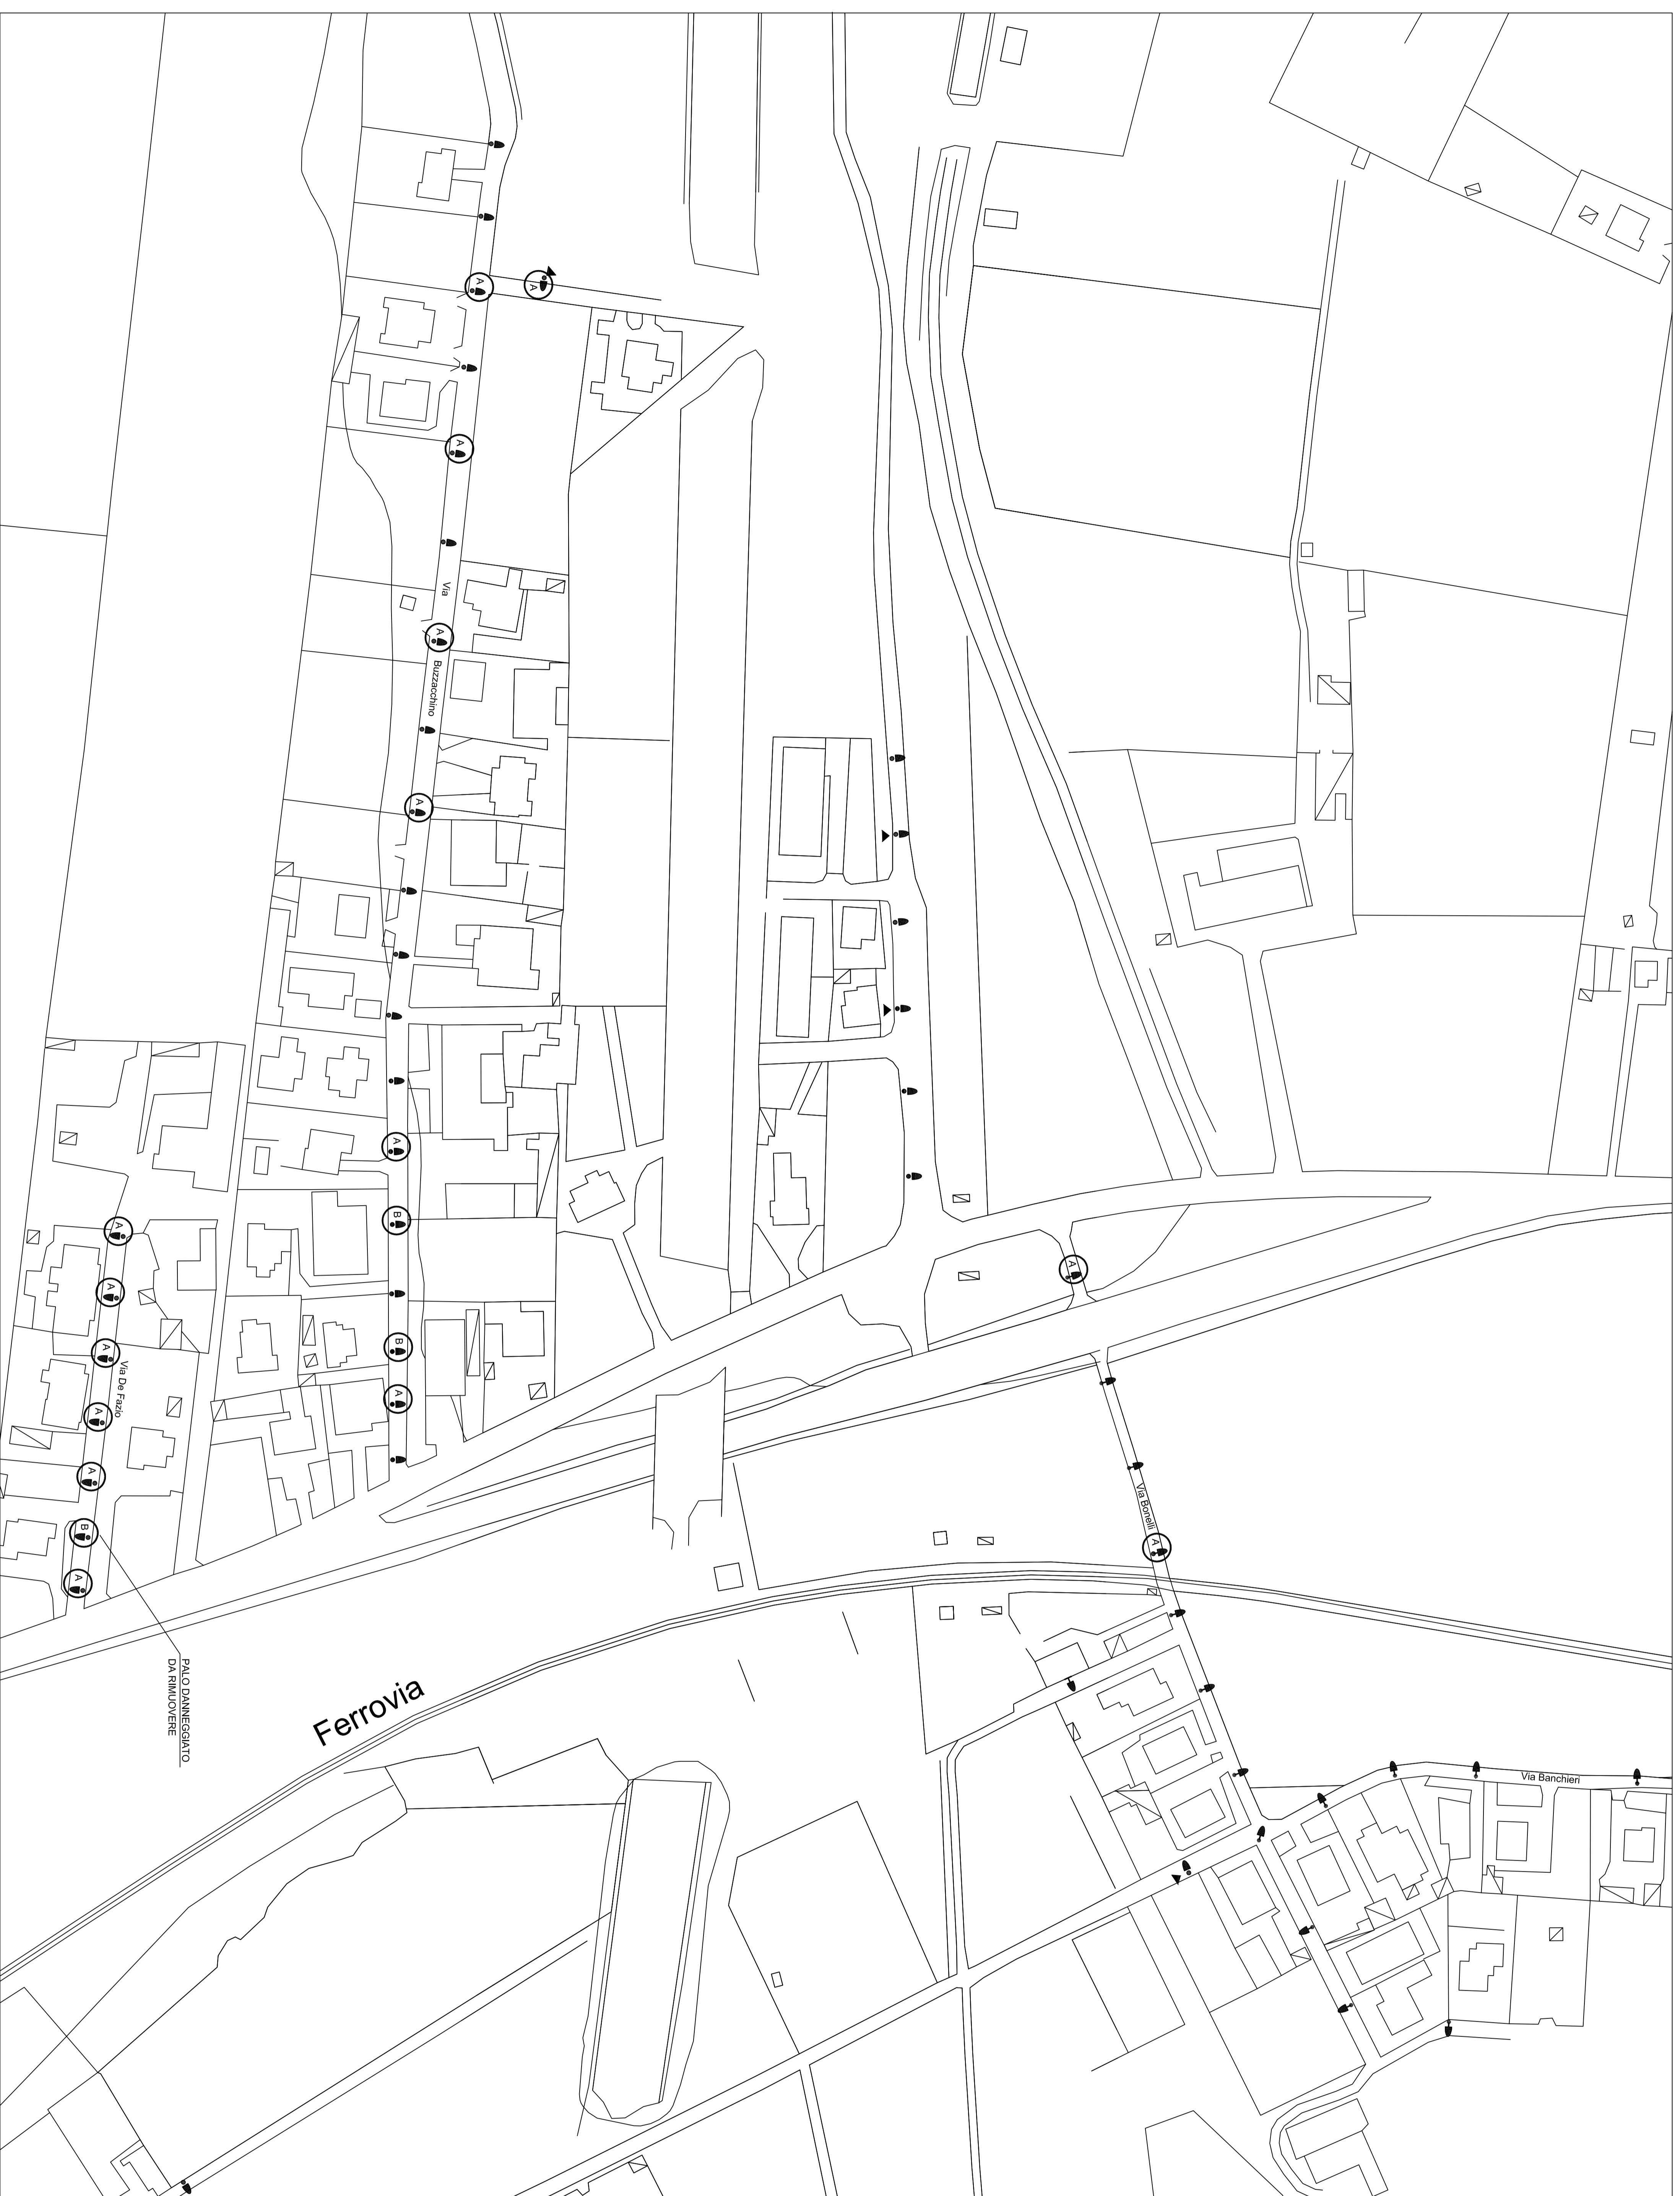 A
A
A
Via
A
Buzzacchino
A
A
B
A
A
A
B
A
Via De Fazio
A
A
A
B
A
Via Bonelli
A
PALO DANNEGGIATO
DA RIMUOVERE
Ferrovia
Via Banchieri